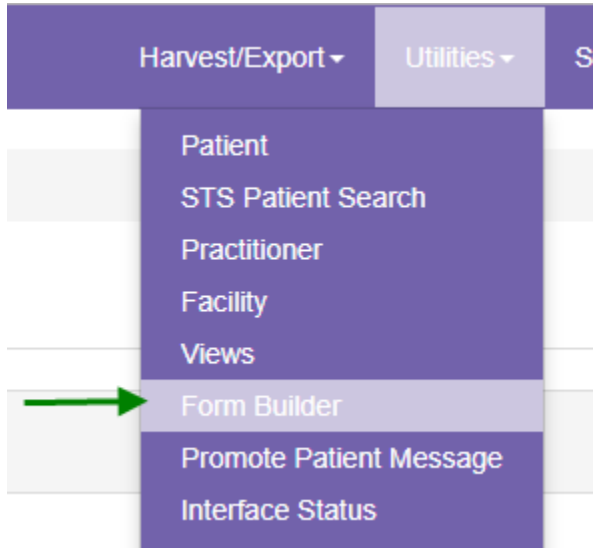 Harvest/Export Utilities S
Patient
STS Patient Search
Practitioner
Facility
Views
Form Builder
Promote Patient Message
Interface Status